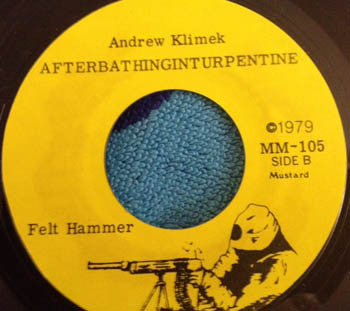 Andrew Klimek
AFTERBATHINGINTURPENTINE
©1979
MM-105
SIDE B
Mustard
Felt Hammer